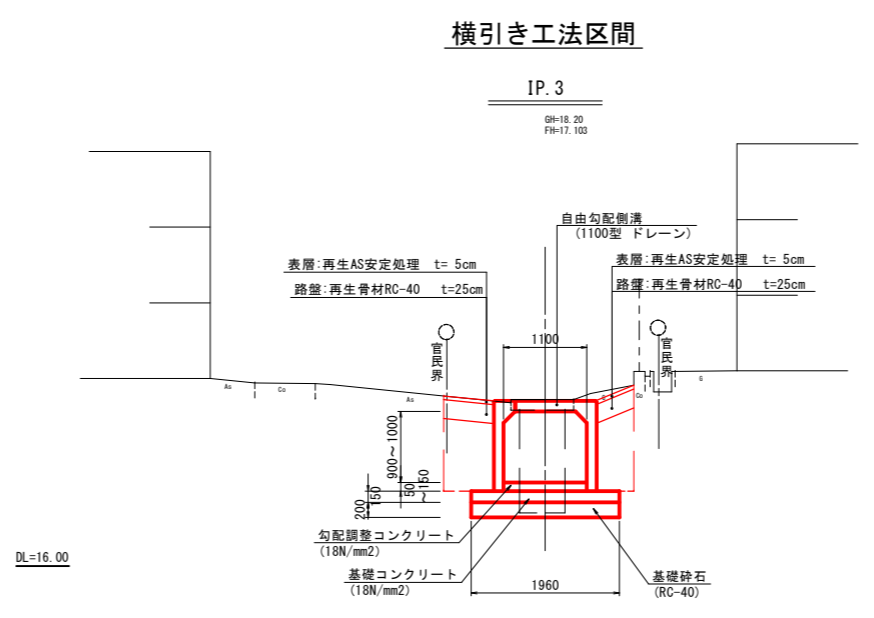 横引き工法区間
IP.3
GH=18.20
FH=17.103
自由勾配側溝
(1100型 ドレーン)
表層:再生AS安定処理 t= 5cm
路盤:再生骨材RC-40 t=25cm
表層:再生AS安定処理 t= 5cm
路盤:再生骨材RC-40 t=25cm
官民界
1100
官民界
As
Co
As
Co
G
900～1000
50～150
150
200
勾配調整コンクリート
(18N/mm2)
基礎コンクリート
(18N/mm2)
1960
基礎砕石
(RC-40)
DL=16.00